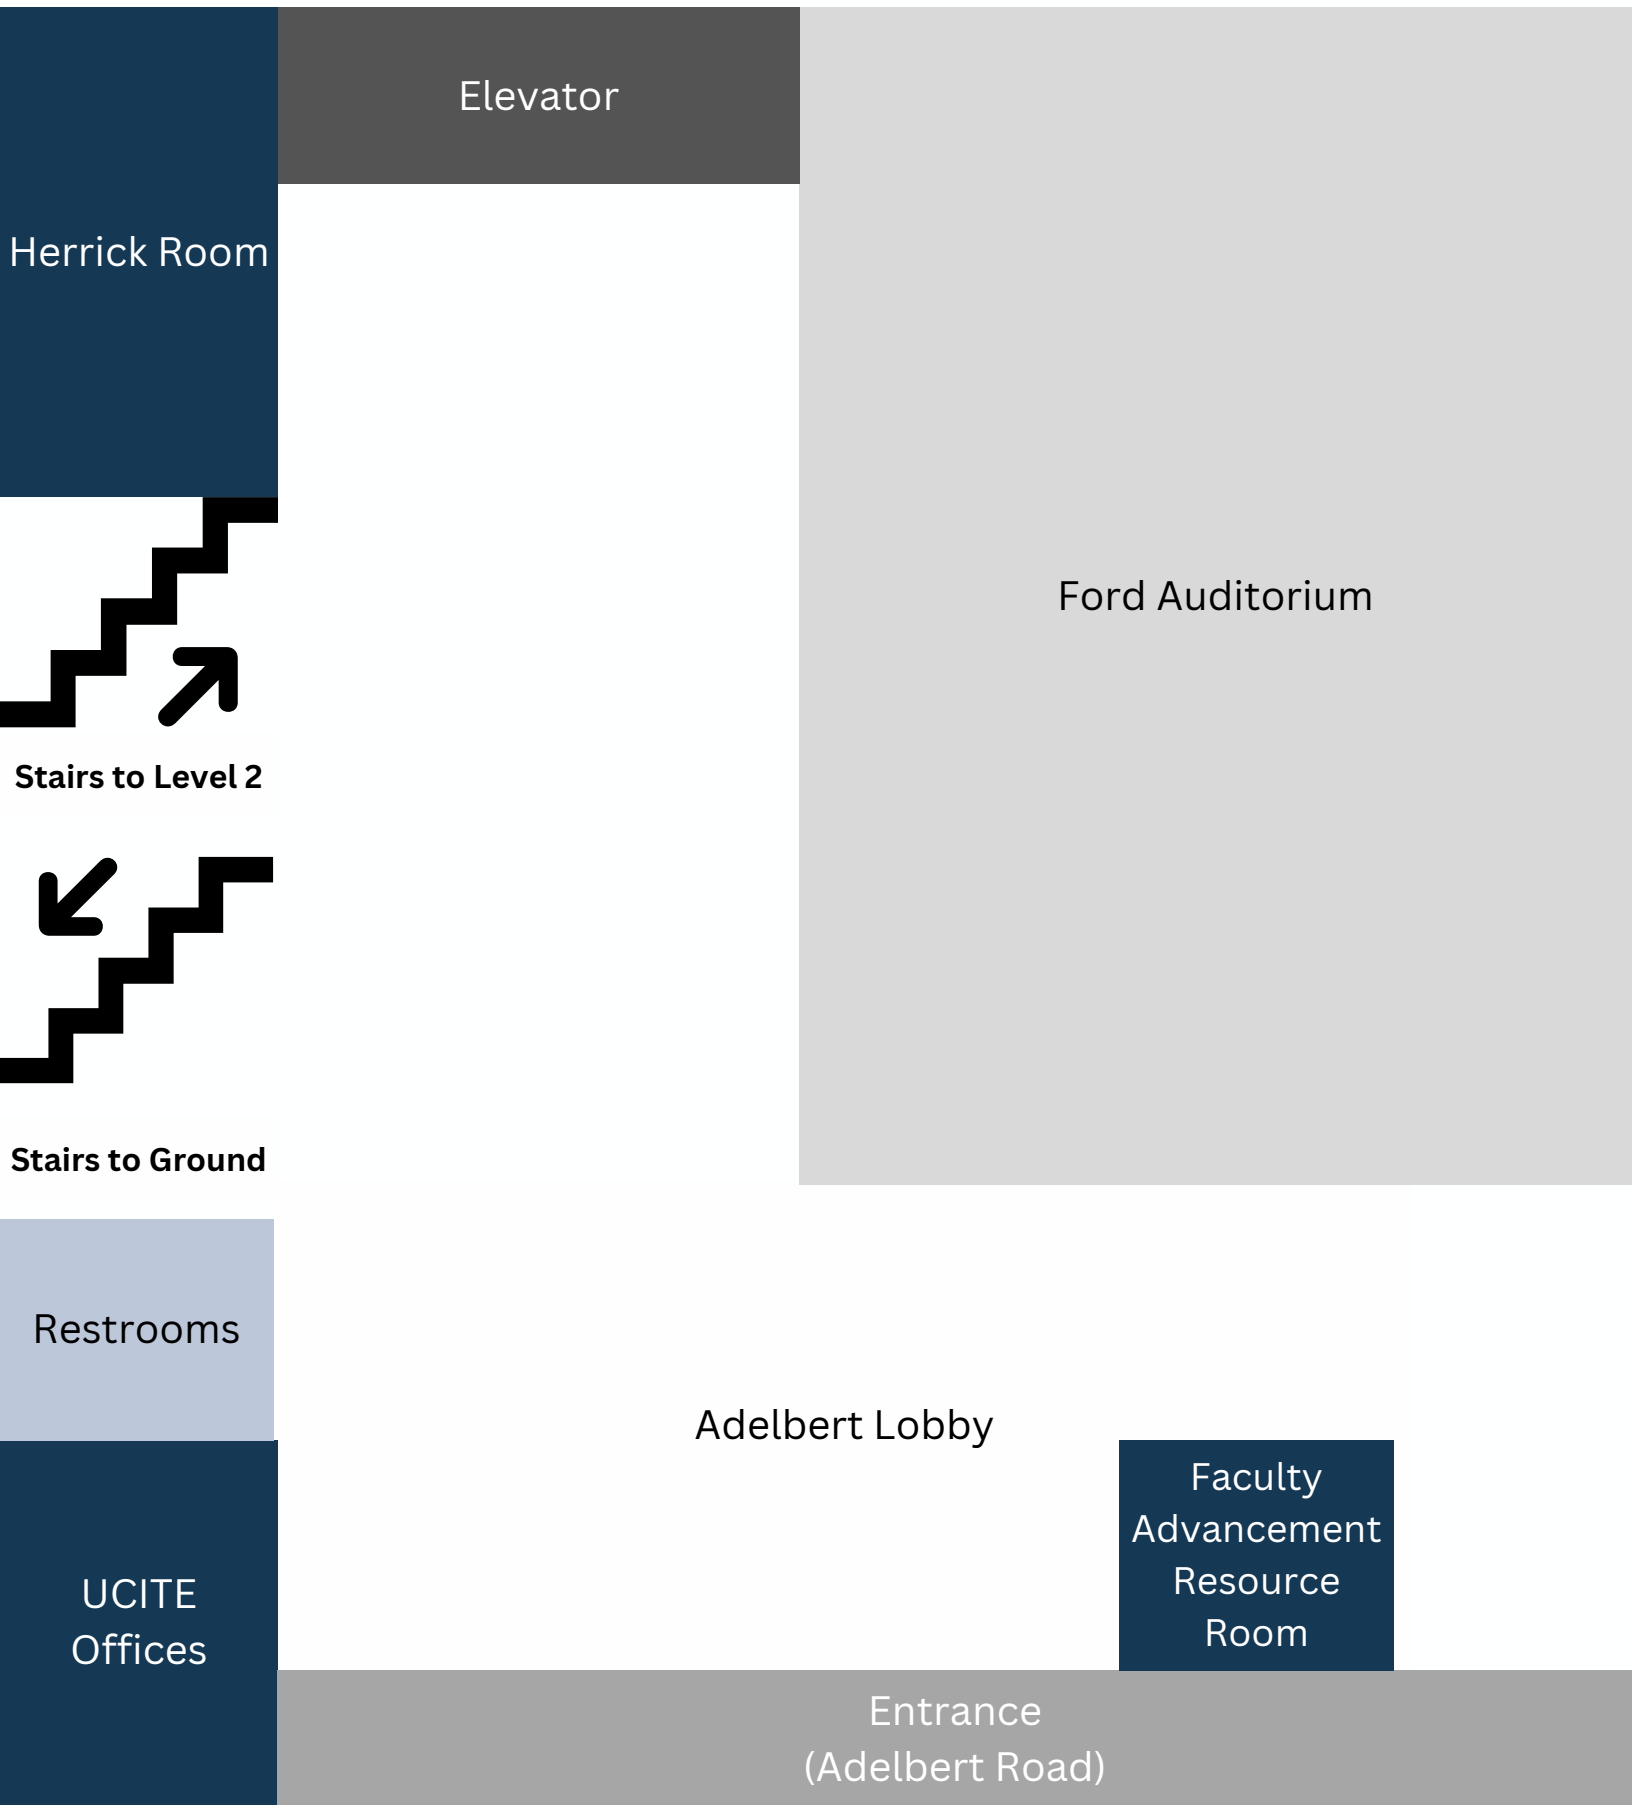 Elevator
Herrick Room
Ford Auditorium
Stairs to Level 2
Stairs to Ground
Restrooms
Adelbert Lobby
Faculty
Advancement
Resource
Room
UCITE
Offices
Entrance
(Adelbert Road)